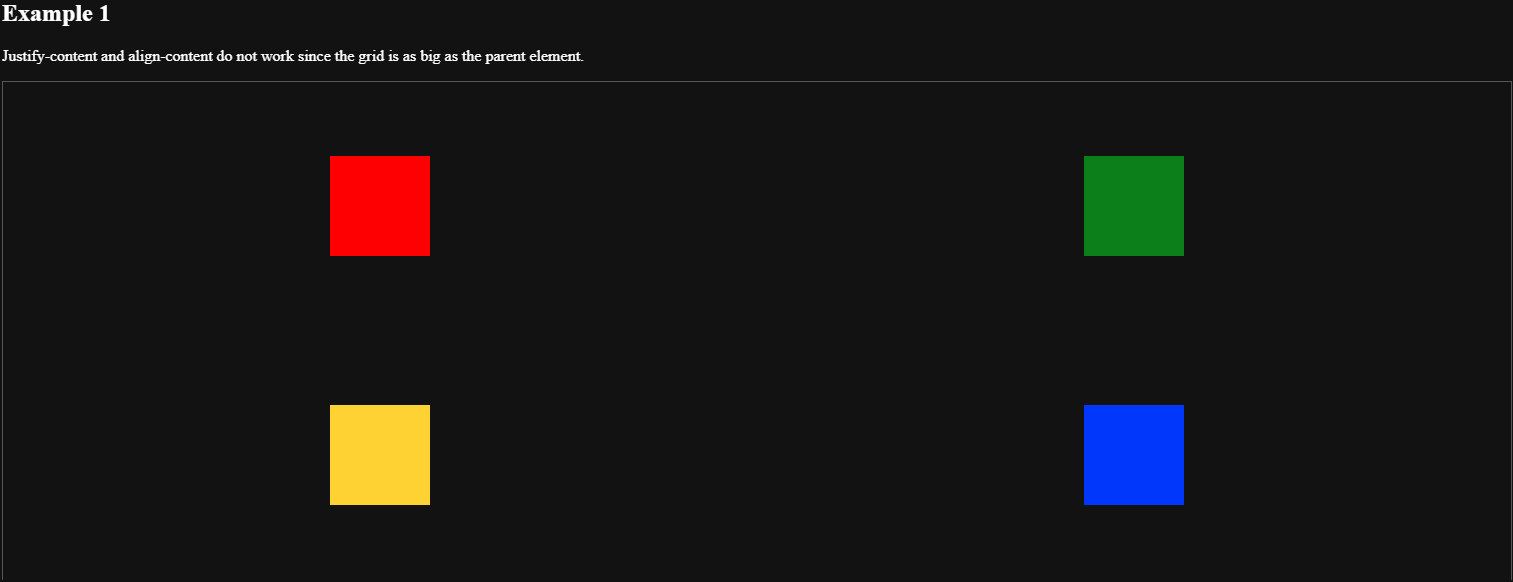 Example 1
Justify-content and align-content do not work since the grid is as big as the parent element.